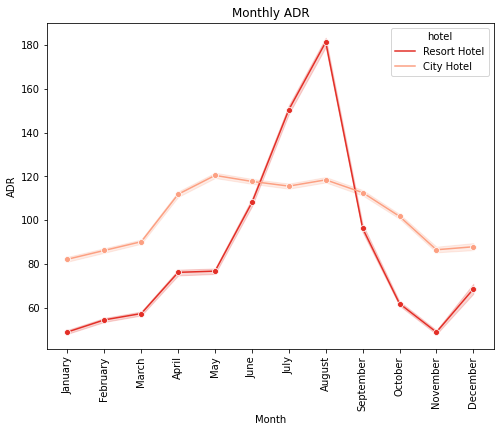 Monthly ADR
hotel
Resort Hotel
City Hotel
ADR
180
160
140
120
100
80
60
January
February
March
April
May
June
July
August
September
October
November
December
Month